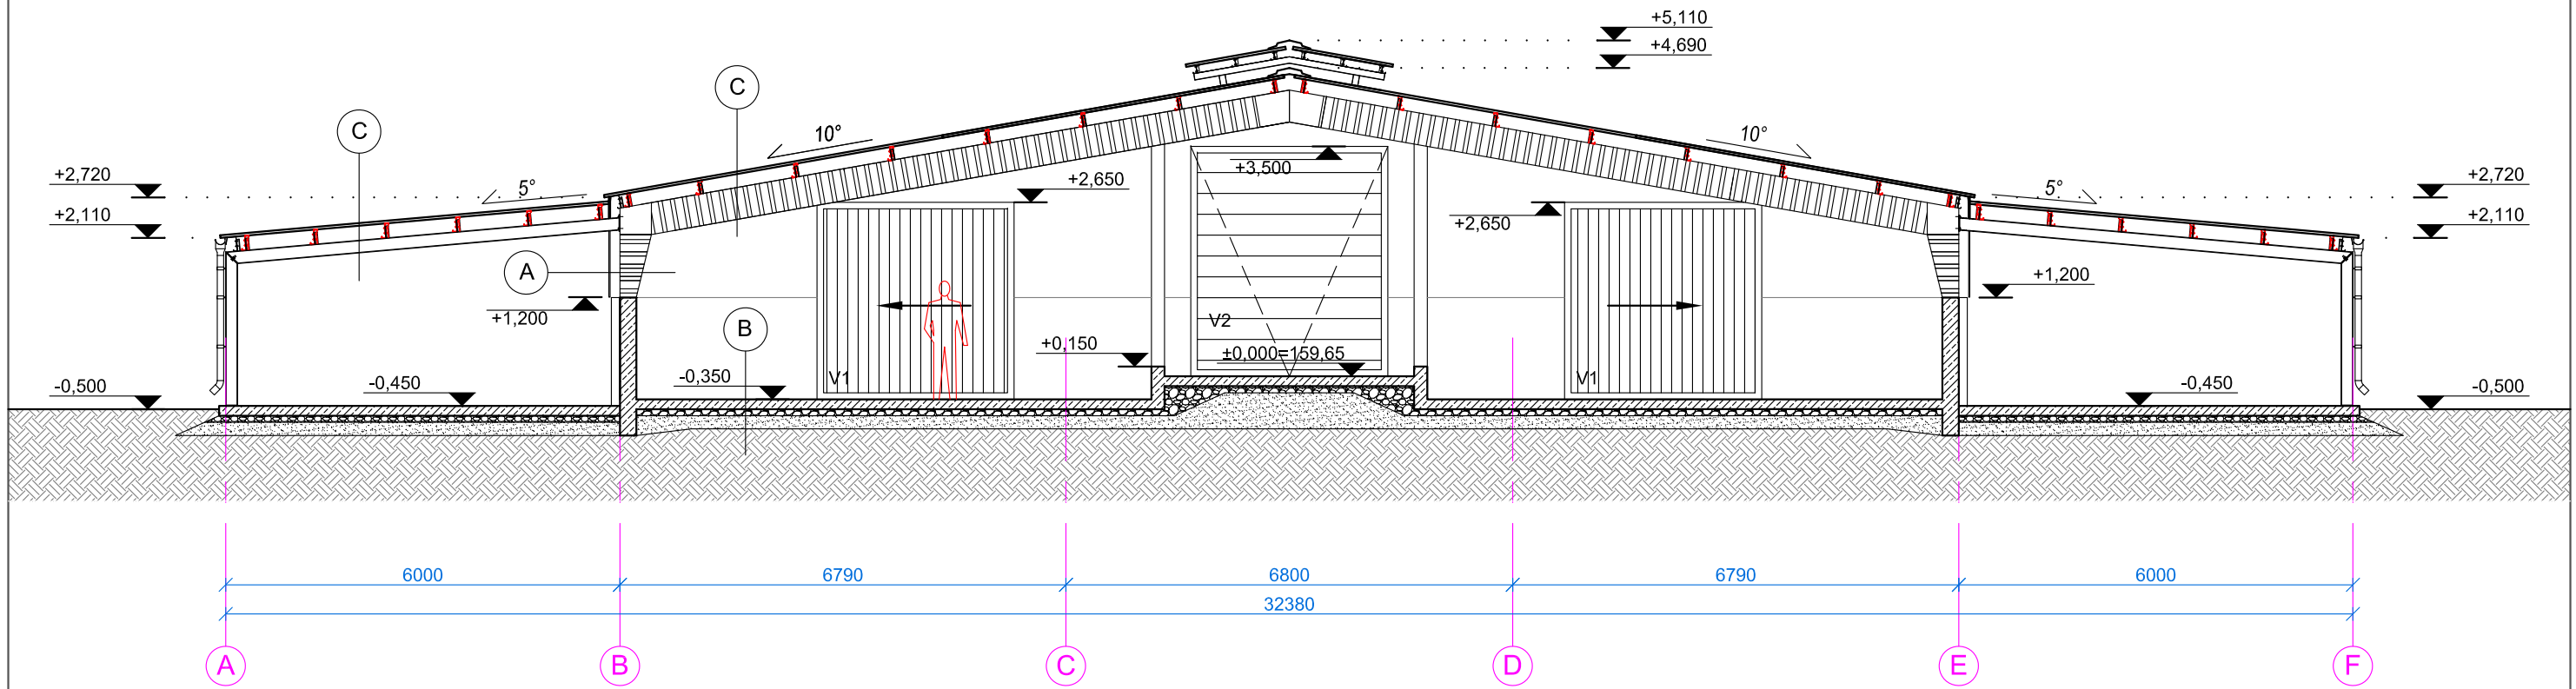 +5,110
+4,690
C
C
10°
10°
+2,720
5°
+3,500
+2,650
5°
+2,720
+2,110
+2,650
+2,110
A
+1,200
+1,200
V2
B
+0,150
±0,000=159,65
-0,500
-0,450
-0,350
V1
V1
-0,450
-0,500
6000
6790
6800
6790
6000
32380
A
B
C
D
E
F